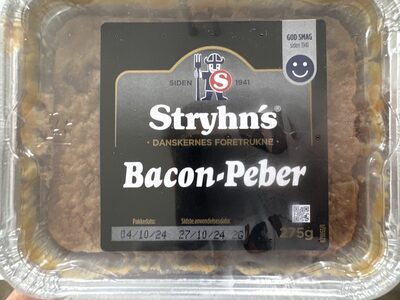 GOD SMAG
siden 1941
SIDEN S 1941
Stryhn's®
· DANSKERNES FORETRUKNE ·
Bacon-Peber
Pakkedato: Sidste anvendelsesdato:
04/10/24 27/10/24 2G
275g